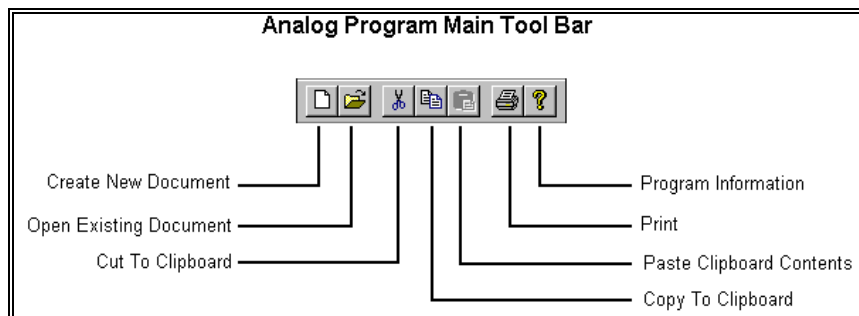 Analog Program Main Tool Bar
?
Create New Document
Program Information
Open Existing Document
Print
Cut To Clipboard
Paste Clipboard Contents
Copy To Clipboard